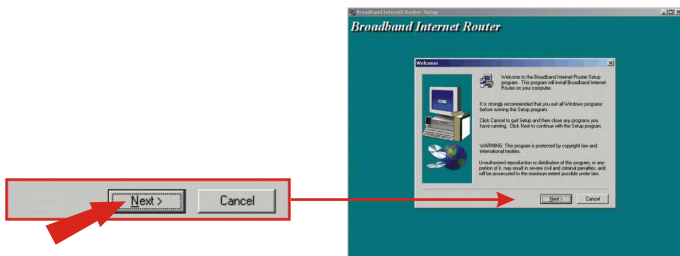 Broadband Internet Router Setup
Broadband Internet Router
Welcome
Welcome to the Broadband Internet Router Setup
program. This program will install Broadband Internet
Router on your computer.
It is strongly recommended that you exit all Windows programs
before running this Setup program.
Click Cancel to quit Setup and then close any programs you
have running. Click Next to continue with the Setup program.
WARNING: This program is protected by copyright law and
international treaties.
Unauthorized reproduction or distribution of this program, or any
portion of it, may result in severe civil and criminal penalties, and
will be prosecuted to the maximum extent possible under law.
Next >
Cancel
Next >
Cancel